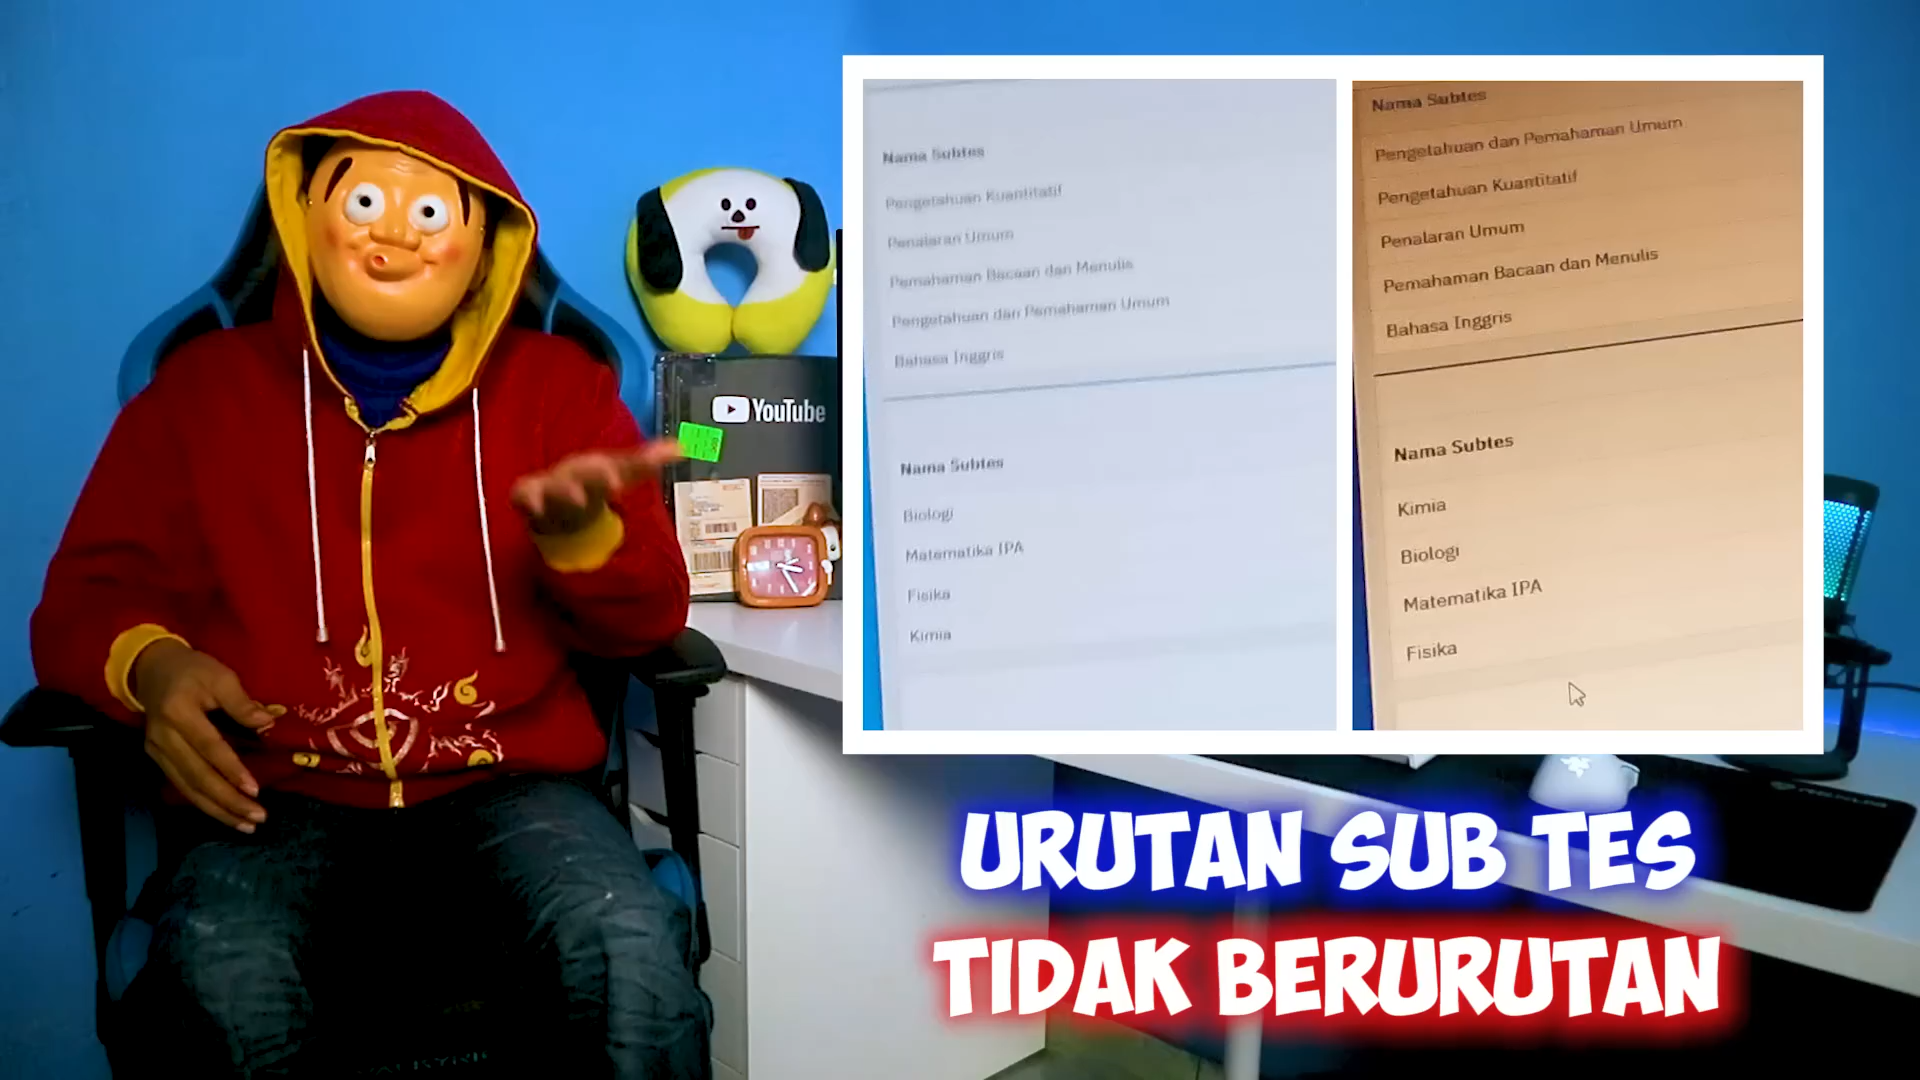 YouTube
Nama Subtes
Pengetahuan Kuantitatif
Penalaran Umum
Pemahaman Bacaan dan Menulis
Pengetahuan dan Pemahaman Umum
Bahasa Inggris
Nama Subtes
Biologi
Matematika IPA
Fisika
Kimia
Nama Subtes
Pengetahuan dan Pemahaman Umum
Pengetahuan Kuantitatif
Penalaran Umum
Pemahaman Bacaan dan Menulis
Bahasa Inggris
Nama Subtes
Kimia
Biologi
Matematika IPA
Fisika
URUTAN SUB TES
TIDAK BERURUTAN